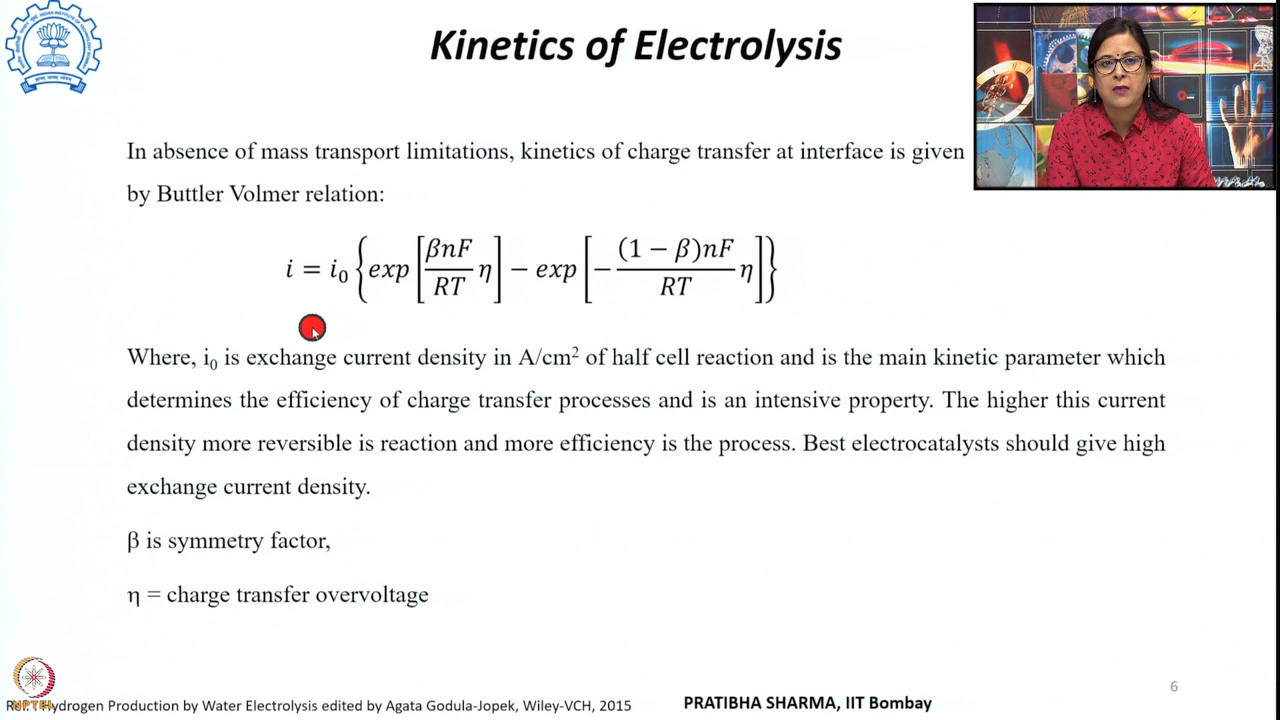 Kinetics of Electrolysis
In absence of mass transport limitations, kinetics of charge transfer at interface is given
by Buttler Volmer relation:
i = i₀ {exp [βnF/RT η] − exp [− (1 − β)nF/RT η]}
Where, i₀ is exchange current density in A/cm² of half cell reaction and is the main kinetic parameter which
determines the efficiency of charge transfer processes and is an intensive property. The higher this current
density more reversible is reaction and more efficiency is the process. Best electrocatalysts should give high
exchange current density.
β is symmetry factor,
η = charge transfer overvoltage
6
NPTEL
Hydrogen Production by Water Electrolysis edited by Agata Godula-Jopek, Wiley-VCH, 2015
PRATIBHA SHARMA, IIT Bombay